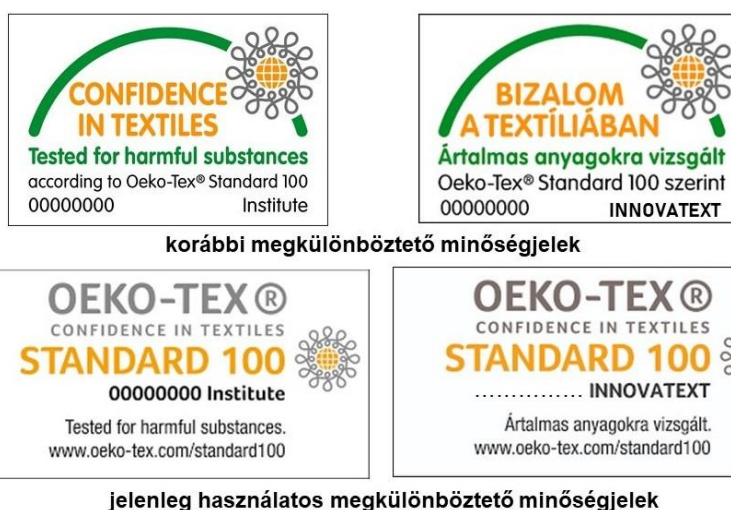 CONFIDENCE
IN TEXTILES
Tested for harmful substances
according to Oeko-Tex® Standard 100
00000000 Institute
BIZALOM
A TEXTÍLIÁBAN
Ártalmas anyagokra vizsgált
Oeko-Tex® Standard 100 szerint
00000000 INNOVATEXT
korábbi megkülönböztető minőségjelek
OEKO-TEX®
CONFIDENCE IN TEXTILES
STANDARD 100
00000000 Institute
Tested for harmful substances.
www.oeko-tex.com/standard100
OEKO-TEX®
CONFIDENCE IN TEXTILES
STANDARD 100
............... INNOVATEXT
Ártalmas anyagokra vizsgált.
www.oeko-tex.com/standard100
jelenleg használatos megkülönböztető minőségjelek